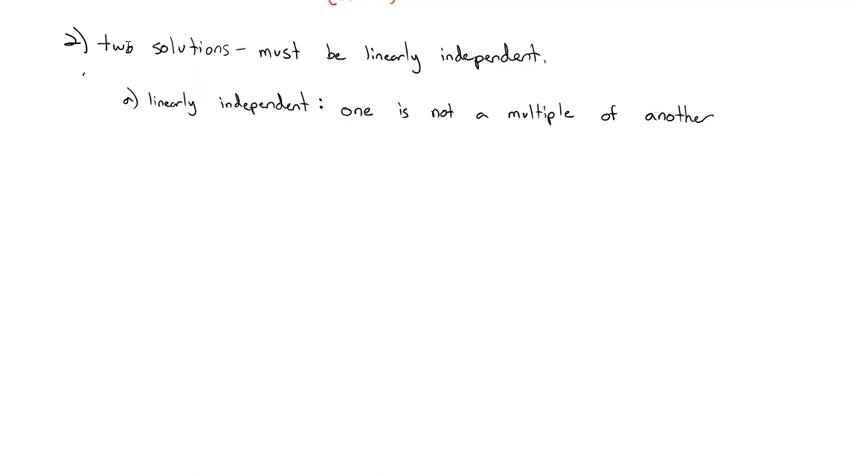 2) two solutions - must be linearly independent.
a) linearly independent : one is not a multiple of another